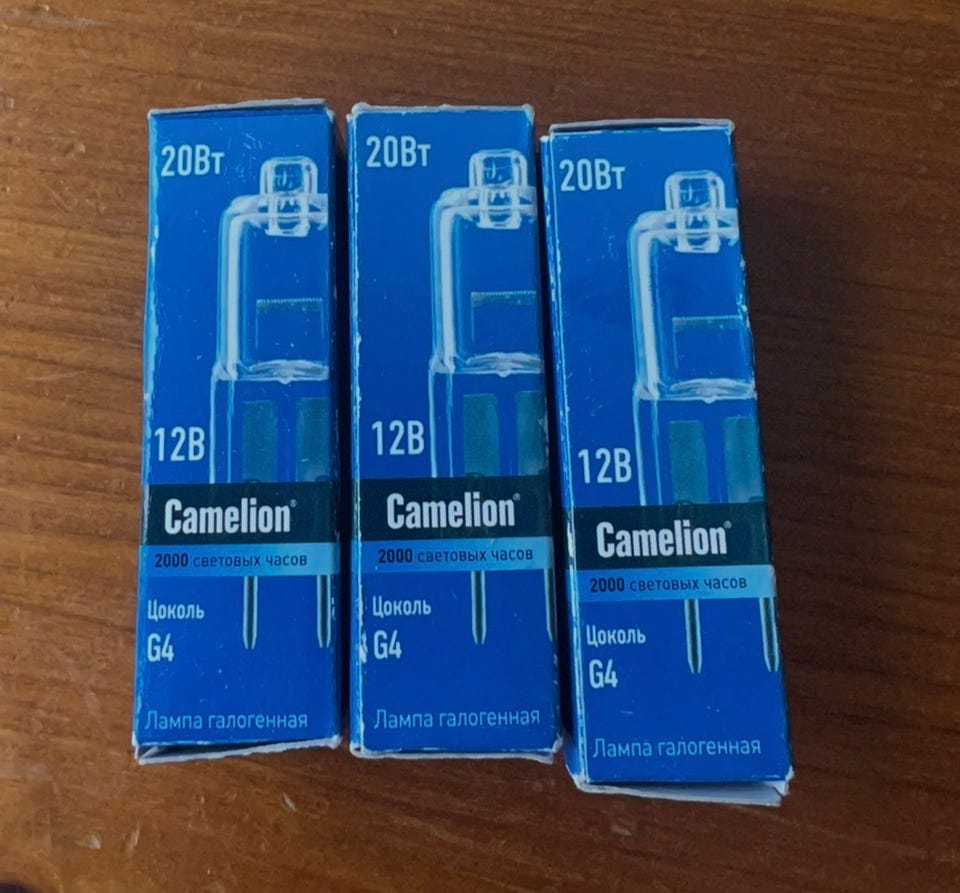 20Вт
12В
Camelion®
2000 световых часов
Цоколь
G4
Лампа галогенная
20Вт
12В
Camelion®
2000 световых часов
Цоколь
G4
Лампа галогенная
20Вт
12В
Camelion®
2000 световых часов
Цоколь
G4
Лампа галогенная